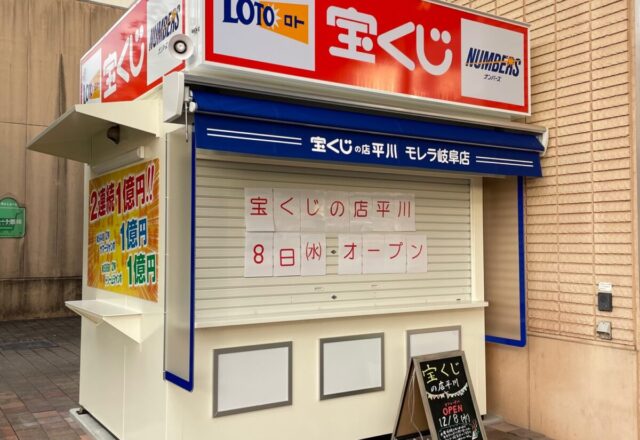 LOTO ロト
宝くじ
NUMBERS
ナンバーズ
宝くじ
NUMBERS
宝くじの店平川 モレラ岐阜店
宝くじの店平川
8日㈬・オープン
2連続1億円!!
1億円
1億円
宝くじ
の店平川
OPEN
12/8(水)